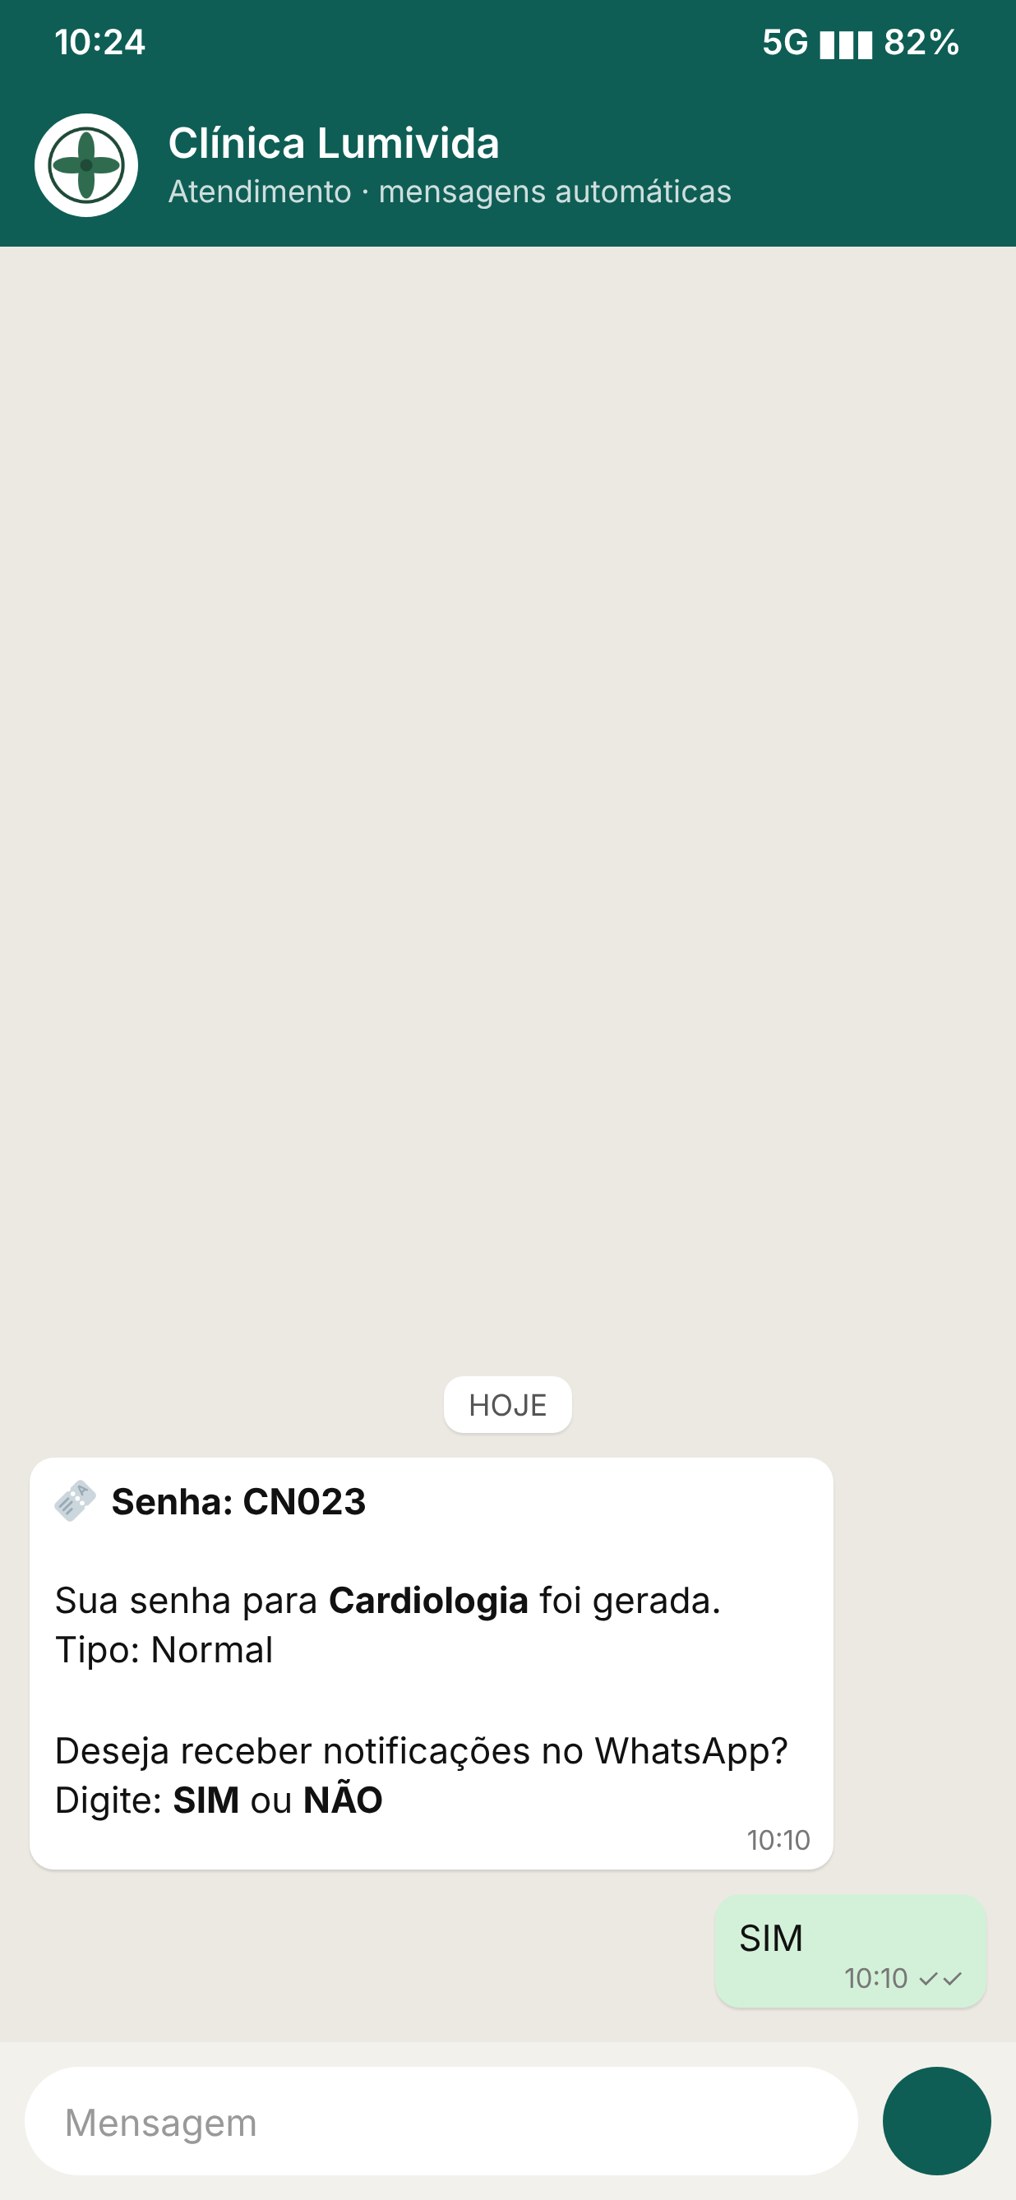 10:24
5G 82%
Clínica Lumivida
Atendimento · mensagens automáticas
HOJE
Senha: CN023
Sua senha para Cardiologia foi gerada.
Tipo: Normal
Deseja receber notificações no WhatsApp?
Digite: SIM ou NÃO
10:10
SIM
10:10
Mensagem